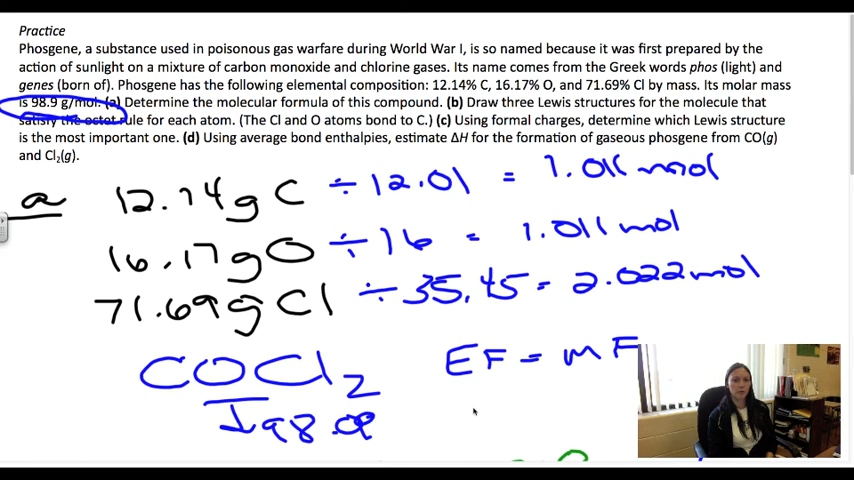 Practice
Phosgene, a substance used in poisonous gas warfare during World War I, is so named because it was first prepared by the
action of sunlight on a mixture of carbon monoxide and chlorine gases. Its name comes from the Greek words phos (light) and
genes (born of). Phosgene has the following elemental composition: 12.14% C, 16.17% O, and 71.69% Cl by mass. Its molar mass
is 98.9 g/mol. (a) Determine the molecular formula of this compound. (b) Draw three Lewis structures for the molecule that
satisfy the octet rule for each atom. (The Cl and O atoms bond to C.) (c) Using formal charges, determine which Lewis structure
is the most important one. (d) Using average bond enthalpies, estimate ΔH for the formation of gaseous phosgene from CO(g)
and Cl₂(g).
a 12.14g C ÷ 12.01 = 1.011 mol
16.17g O ÷ 16 = 1.011 mol
71.69g Cl ÷ 35.45 = 2.022 mol
COCl₂ EF = MF
98.9